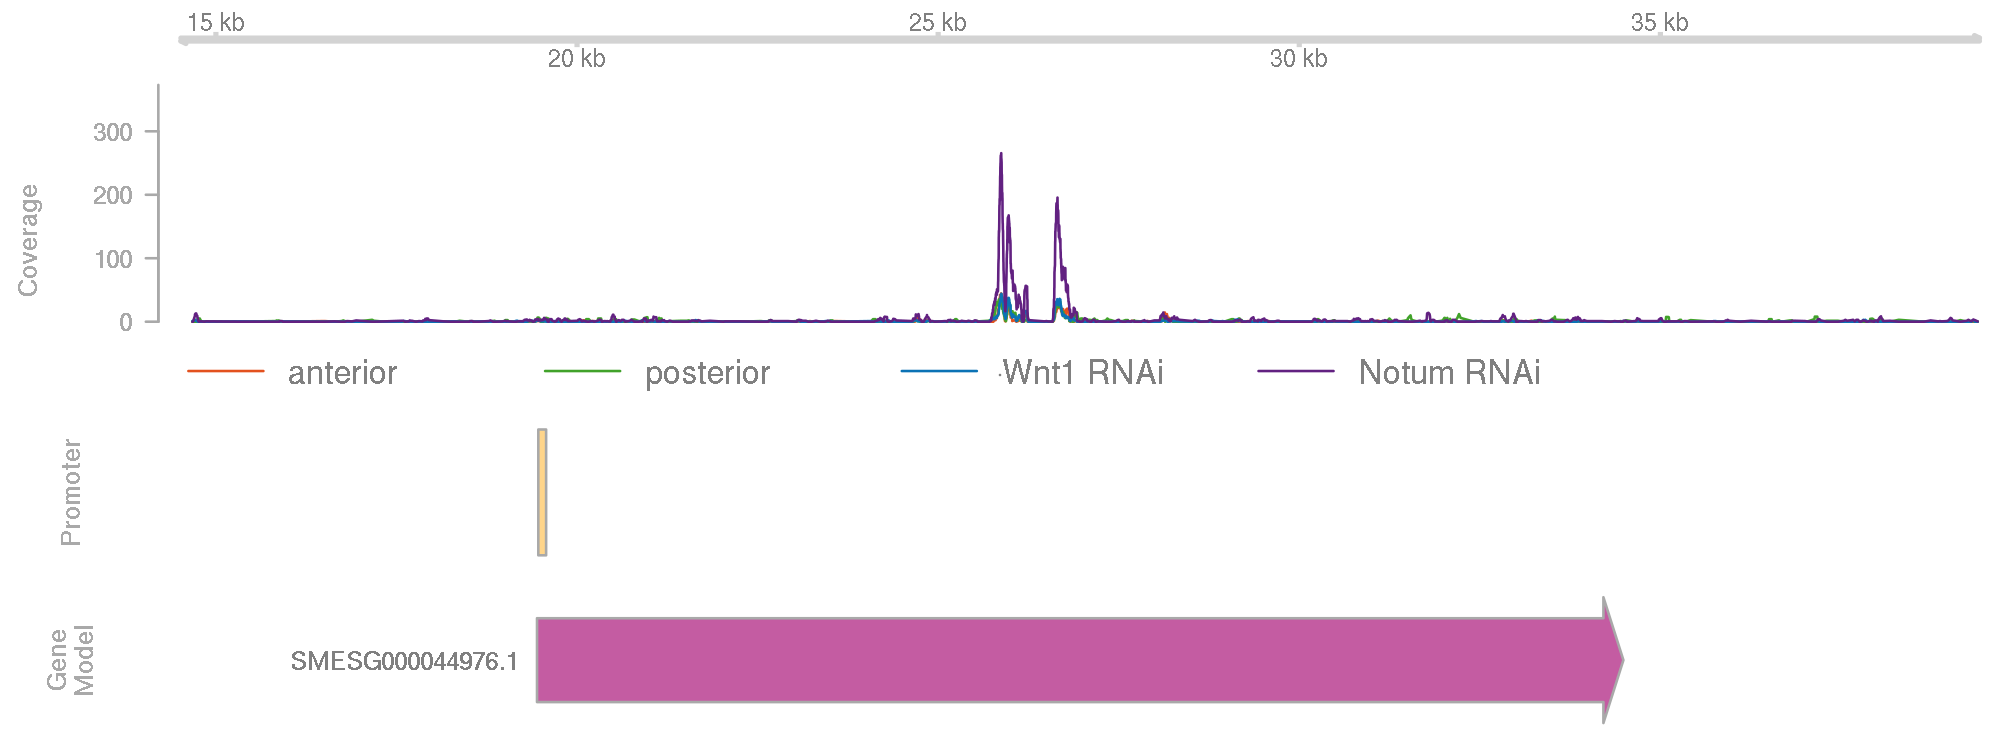 15 kb
25 kb
35 kb
20 kb
30 kb
Coverage
300
200
100
0
anterior
posterior
Wnt1 RNAi
Notum RNAi
Promoter
Gene
Model
SMESG000044976.1